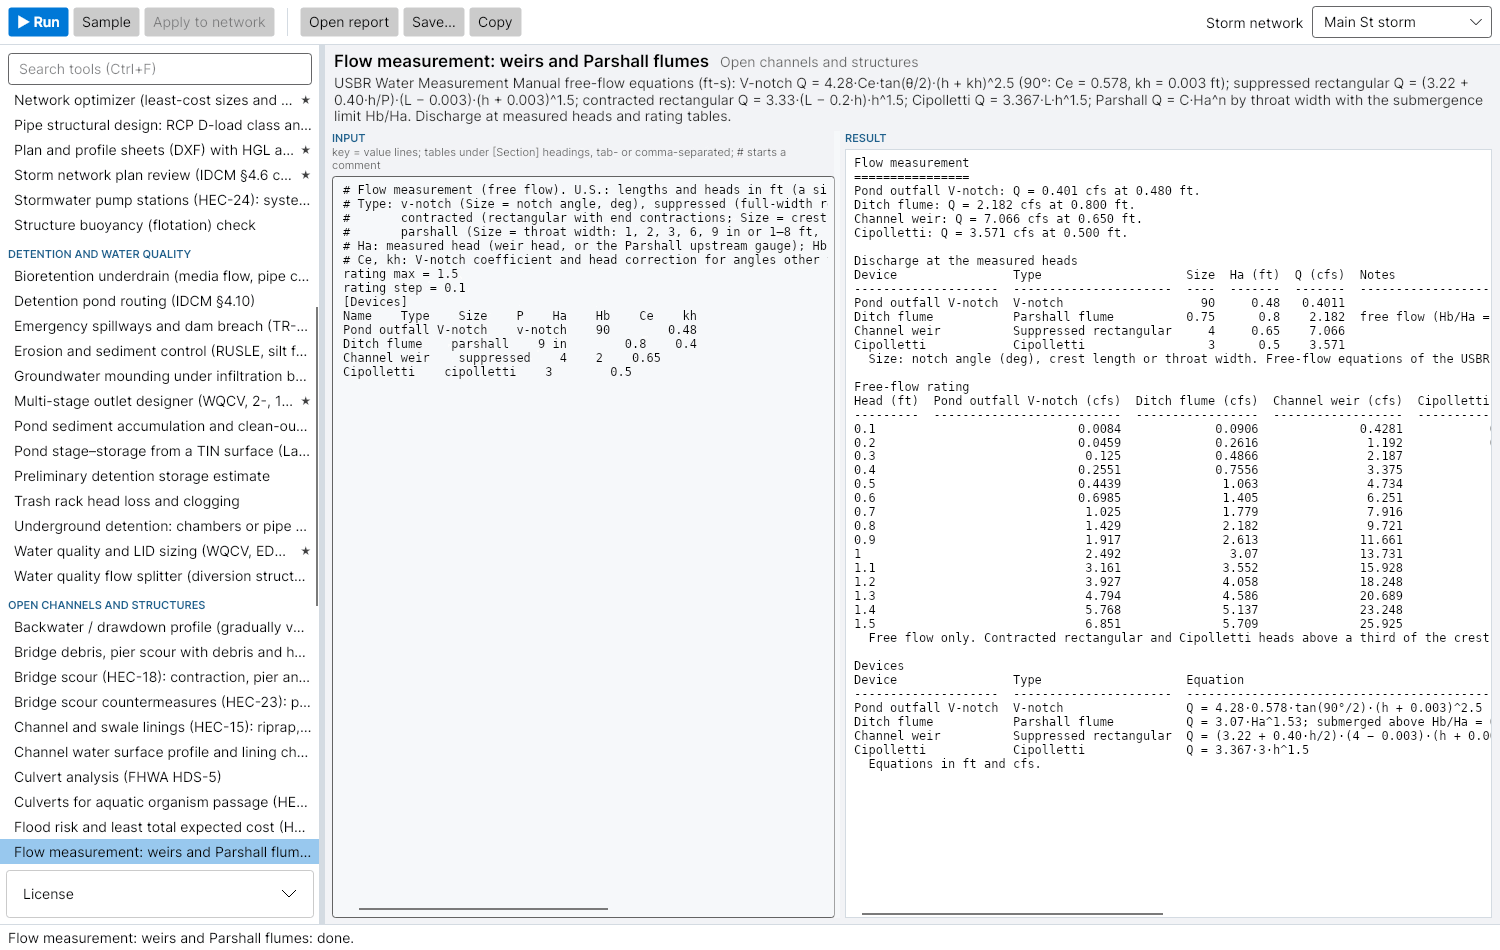 Run
Sample
Apply to network
Open report
Save...
Copy
Storm network
Main St storm
Search tools (Ctrl+F)
Network optimizer (least-cost sizes and ... ★
Pipe structural design: RCP D-load class an...
Plan and profile sheets (DXF) with HGL a... ★
Storm network plan review (IDCM §4.6 c... ★
Stormwater pump stations (HEC-24): syste...
Structure buoyancy (flotation) check
DETENTION AND WATER QUALITY
Bioretention underdrain (media flow, pipe c...
Detention pond routing (IDCM §4.10)
Emergency spillways and dam breach (TR-...
Erosion and sediment control (RUSLE, silt f...
Groundwater mounding under infiltration b...
Multi-stage outlet designer (WQCV, 2-, 1... ★
Pond sediment accumulation and clean-ou...
Pond stage–storage from a TIN surface (La...
Preliminary detention storage estimate
Trash rack head loss and clogging
Underground detention: chambers or pipe ...
Water quality and LID sizing (WQCV, ED... ★
Water quality flow splitter (diversion struct...
OPEN CHANNELS AND STRUCTURES
Backwater / drawdown profile (gradually v...
Bridge debris, pier scour with debris and h...
Bridge scour (HEC-18): contraction, pier an...
Bridge scour countermeasures (HEC-23): p...
Channel and swale linings (HEC-15): riprap,...
Channel water surface profile and lining ch...
Culvert analysis (FHWA HDS-5)
Culverts for aquatic organism passage (HE...
Flood risk and least total expected cost (H...
Flow measurement: weirs and Parshall flum...
License
Flow measurement: weirs and Parshall flumes Open channels and structures
USBR Water Measurement Manual free-flow equations (ft-s): V-notch Q = 4.28·Ce·tan(θ/2)·(h + kh)^2.5 (90°: Ce = 0.578, kh = 0.003 ft); suppressed rectangular Q = (3.22 +
0.40·h/P)·(L − 0.003)·(h + 0.003)^1.5; contracted rectangular Q = 3.33·(L − 0.2·h)·h^1.5; Cipolletti Q = 3.367·L·h^1.5; Parshall Q = C·Ha^n by throat width with the submergence
limit Hb/Ha. Discharge at measured heads and rating tables.
INPUT
key = value lines; tables under [Section] headings, tab- or comma-separated; # starts a
comment
# Flow measurement (free flow). U.S.: lengths and heads in ft (a si
# Type: v-notch (Size = notch angle, deg), suppressed (full-width r
# contracted (rectangular with end contractions; Size = crest
# parshall (Size = throat width: 1, 2, 3, 6, 9 in or 1–8 ft,
# Ha: measured head (weir head, or the Parshall upstream gauge); Hb
# Ce, kh: V-notch coefficient and head correction for angles other
rating max = 1.5
rating step = 0.1
[Devices]
Name Type Size P Ha Hb Ce kh
Pond outfall V-notch v-notch 90 0.48
Ditch flume parshall 9 in 0.8 0.4
Channel weir suppressed 4 2 0.65
Cipolletti cipolletti 3 0.5
RESULT
Flow measurement
================
Pond outfall V-notch: Q = 0.401 cfs at 0.480 ft.
Ditch flume: Q = 2.182 cfs at 0.800 ft.
Channel weir: Q = 7.066 cfs at 0.650 ft.
Cipolletti: Q = 3.571 cfs at 0.500 ft.
Discharge at the measured heads
Device Type Size Ha (ft) Q (cfs) Notes
Pond outfall V-notch V-notch 90 0.48 0.4011
Ditch flume Parshall flume 0.75 0.8 2.182 free flow (Hb/Ha =
Channel weir Suppressed rectangular 4 0.65 7.066
Cipolletti Cipolletti 3 0.5 3.571
Size: notch angle (deg), crest length or throat width. Free-flow equations of the USBR
Free-flow rating
Head (ft) Pond outfall V-notch (cfs) Ditch flume (cfs) Channel weir (cfs) Cipolletti
0.1 0.0084 0.0906 0.4281
0.2 0.0459 0.2616 1.192
0.3 0.125 0.4866 2.187
0.4 0.2551 0.7556 3.375
0.5 0.4439 1.063 4.734
0.6 0.6985 1.405 6.251
0.7 1.025 1.779 7.916
0.8 1.429 2.182 9.721
0.9 1.917 2.613 11.661
1 2.492 3.07 13.731
1.1 3.161 3.552 15.928
1.2 3.927 4.058 18.248
1.3 4.794 4.586 20.689
1.4 5.768 5.137 23.248
1.5 6.851 5.709 25.925
Free flow only. Contracted rectangular and Cipolletti heads above a third of the crest
Devices
Device Type Equation
Pond outfall V-notch V-notch Q = 4.28·0.578·tan(90°/2)·(h + 0.003)^2.5
Ditch flume Parshall flume Q = 3.07·Ha^1.53; submerged above Hb/Ha =
Channel weir Suppressed rectangular Q = (3.22 + 0.40·h/2)·(4 − 0.003)·(h + 0.0
Cipolletti Cipolletti Q = 3.367·3·h^1.5
Equations in ft and cfs.
Flow measurement: weirs and Parshall flumes: done.